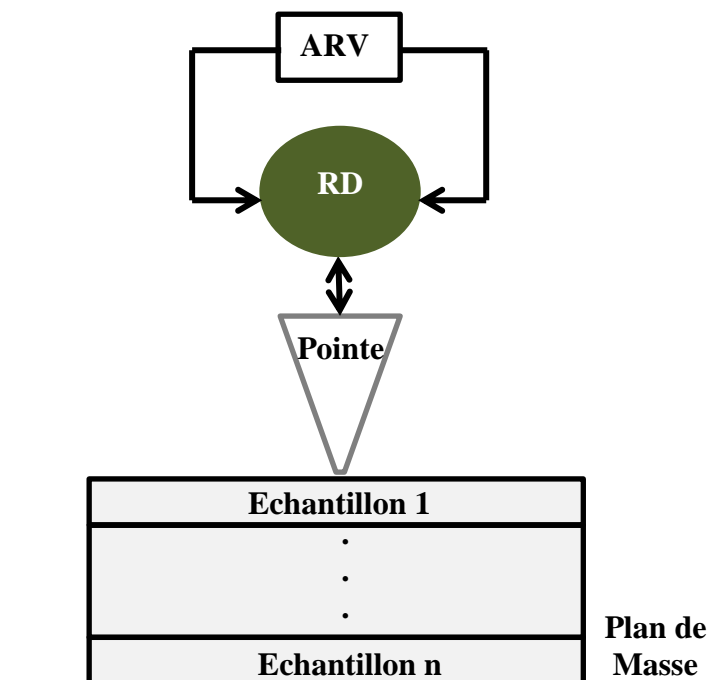 ARV
RD
Pointe
Echantillon 1
.
.
.
Echantillon n
Plan de
Masse